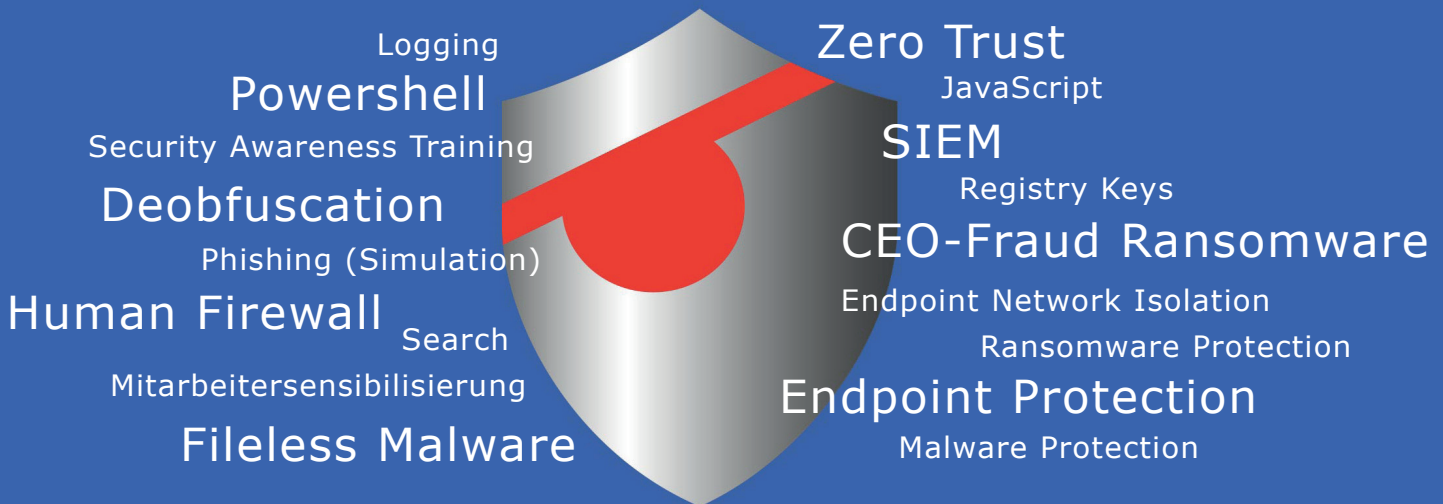 Logging
Powershell
Security Awareness Training
Deobfuscation
Phishing (Simulation)
Human Firewall
Search
Mitarbeitersensibilisierung
Fileless Malware
Zero Trust
JavaScript
SIEM
Registry Keys
CEO-Fraud Ransomware
Endpoint Network Isolation
Ransomware Protection
Endpoint Protection
Malware Protection